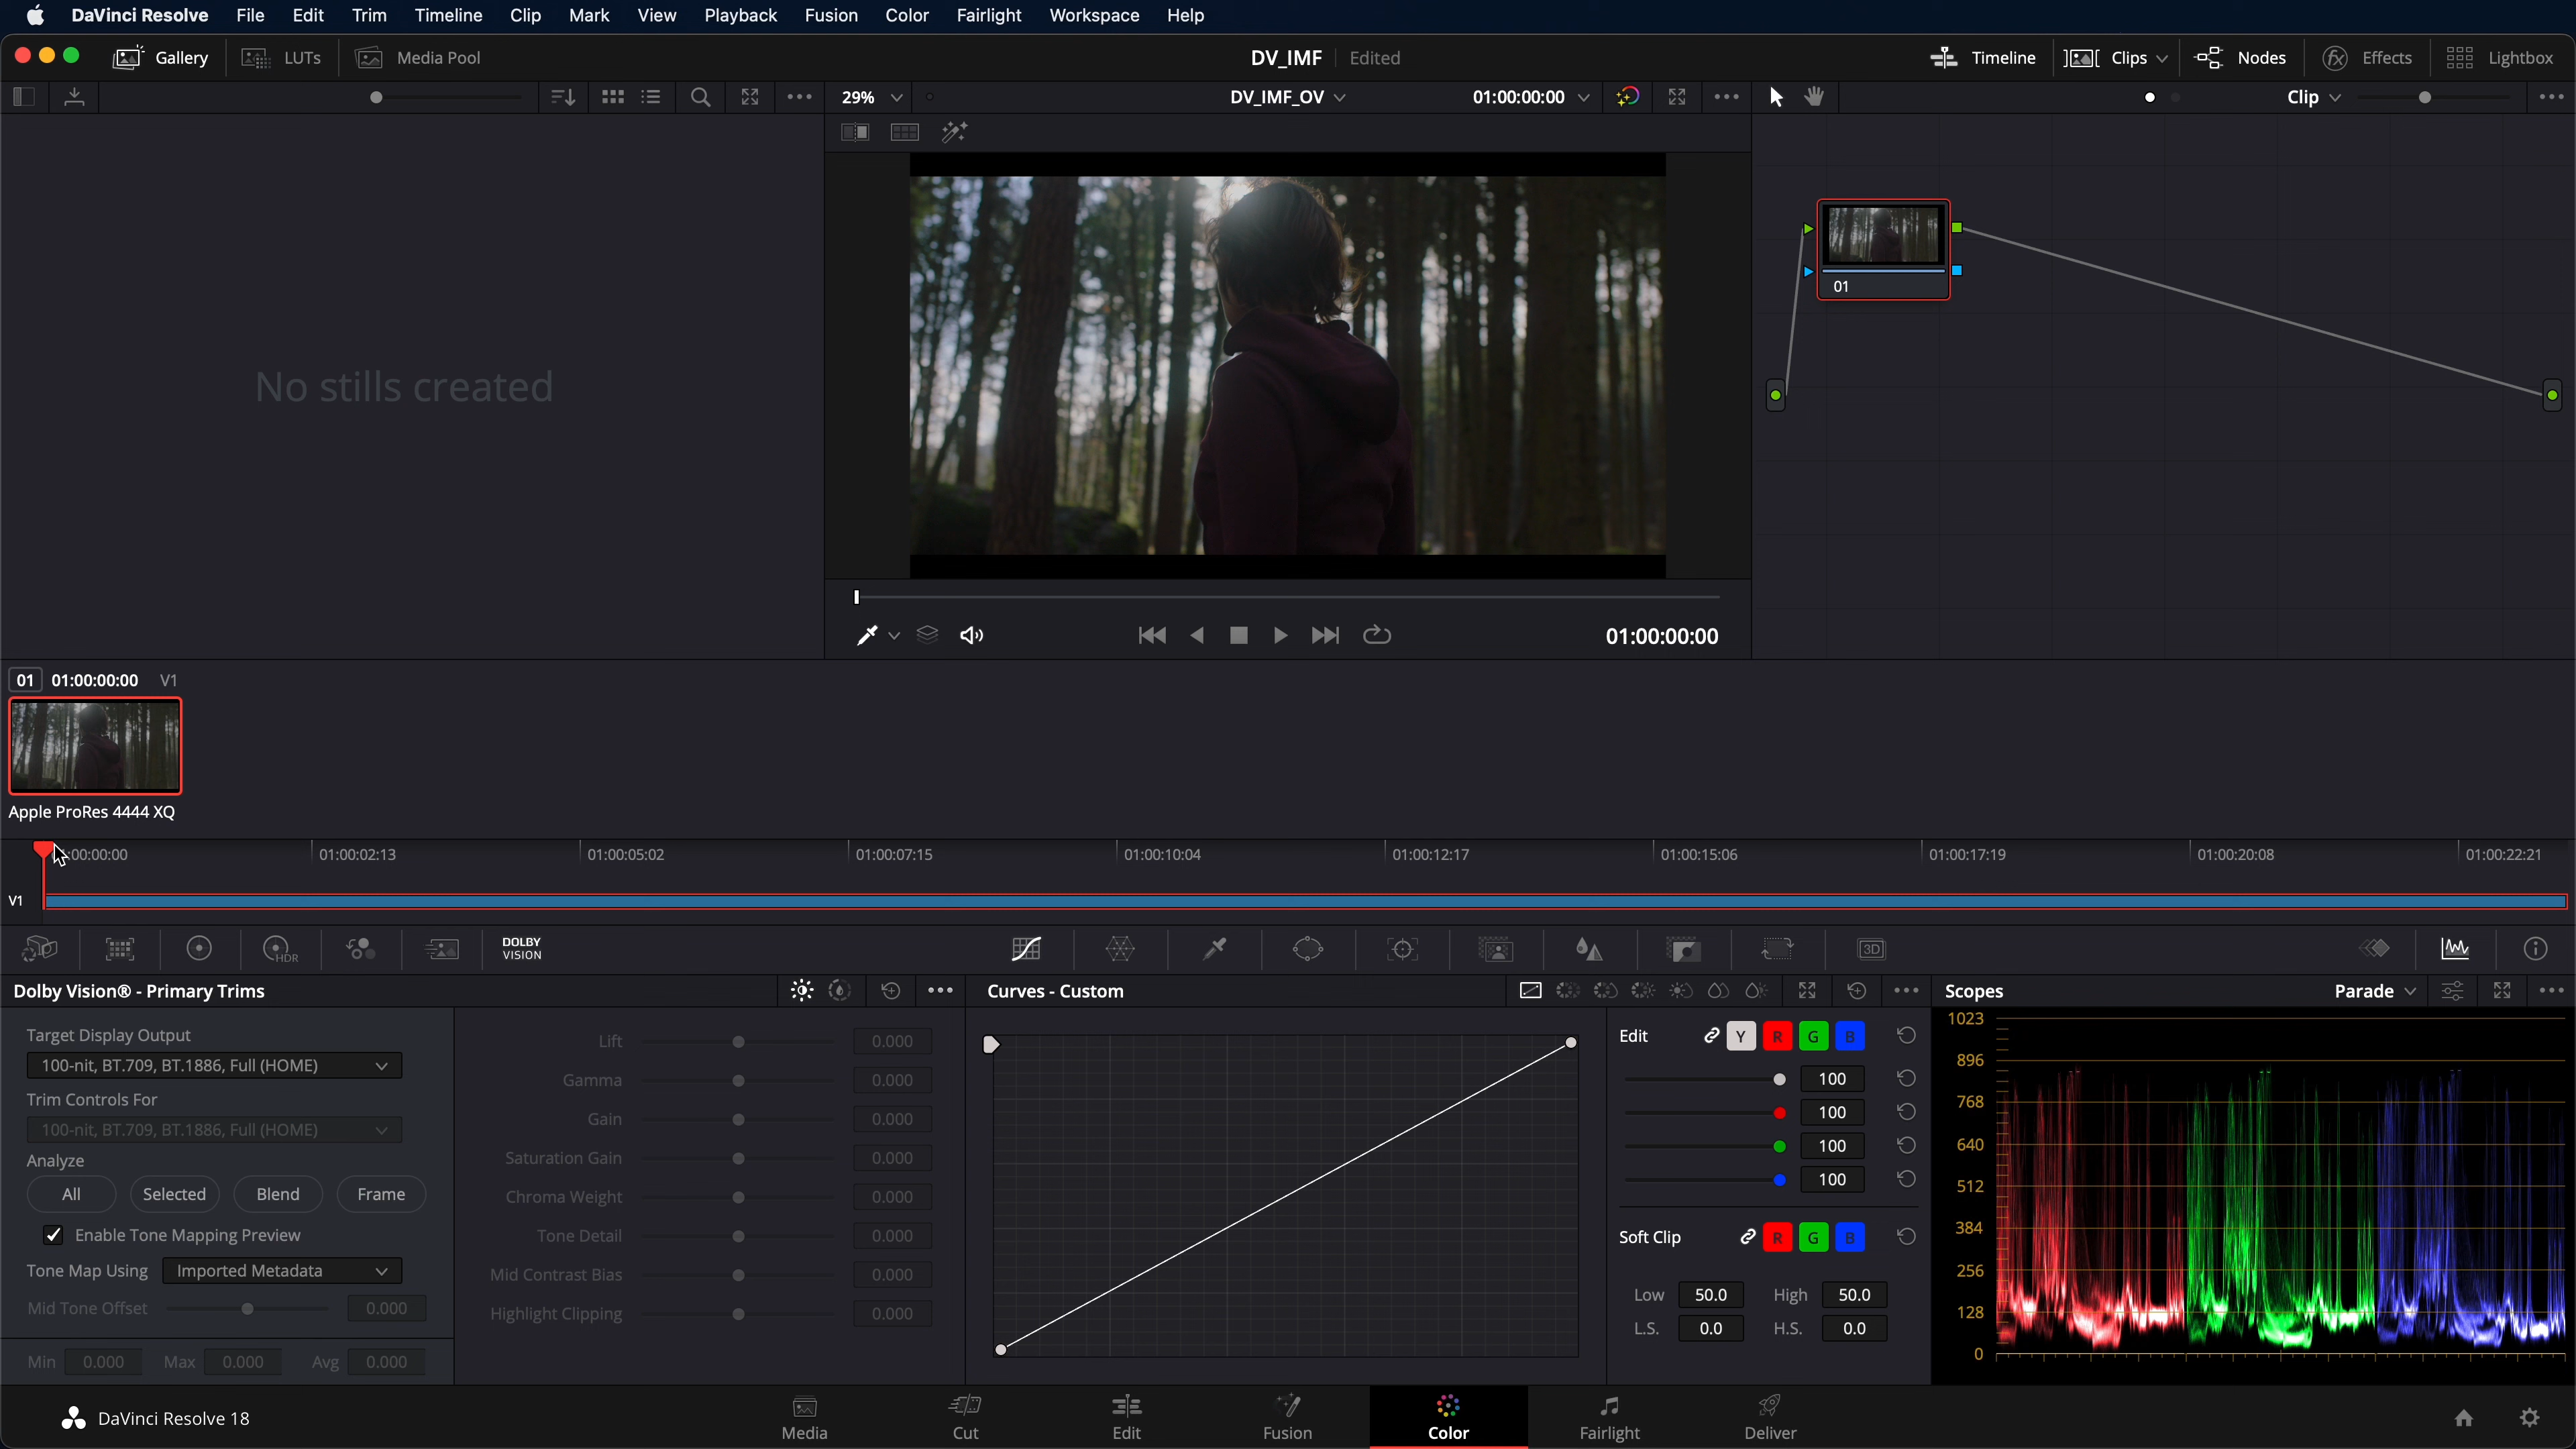 DaVinci Resolve File Edit Trim Timeline Clip Mark View Playback Fusion Color Fairlight Workspace Help
Gallery LUTs Media Pool DV_IMF Edited Timeline Clips Nodes Effects Lightbox
29% DV_IMF_OV 01:00:00:00 Clip
No stills created
01
01:00:00:00
01 01:00:00:00 V1
Apple ProRes 4444 XQ
:00:00:00 01:00:02:13 01:00:05:02 01:00:07:15 01:00:10:04 01:00:12:17 01:00:15:06 01:00:17:19 01:00:20:08 01:00:22:21
V1
HDR DOLBY VISION 3D
Dolby Vision® - Primary Trims
Target Display Output
100-nit, BT.709, BT.1886, Full (HOME)
Trim Controls For
100-nit, BT.709, BT.1886, Full (HOME)
Analyze
All Selected Blend Frame
Enable Tone Mapping Preview
Tone Map Using Imported Metadata
Mid Tone Offset 0.000
Min 0.000 Max 0.000 Avg 0.000
Lift 0.000
Gamma 0.000
Gain 0.000
Saturation Gain 0.000
Chroma Weight 0.000
Tone Detail 0.000
Mid Contrast Bias 0.000
Highlight Clipping 0.000
Curves - Custom
Edit Y R G B
100
100
100
100
Soft Clip R G B
Low 50.0 High 50.0
L.S. 0.0 H.S. 0.0
Scopes Parade
1023
896
768
640
512
384
256
128
0
DaVinci Resolve 18
Media Cut Edit Fusion Color Fairlight Deliver